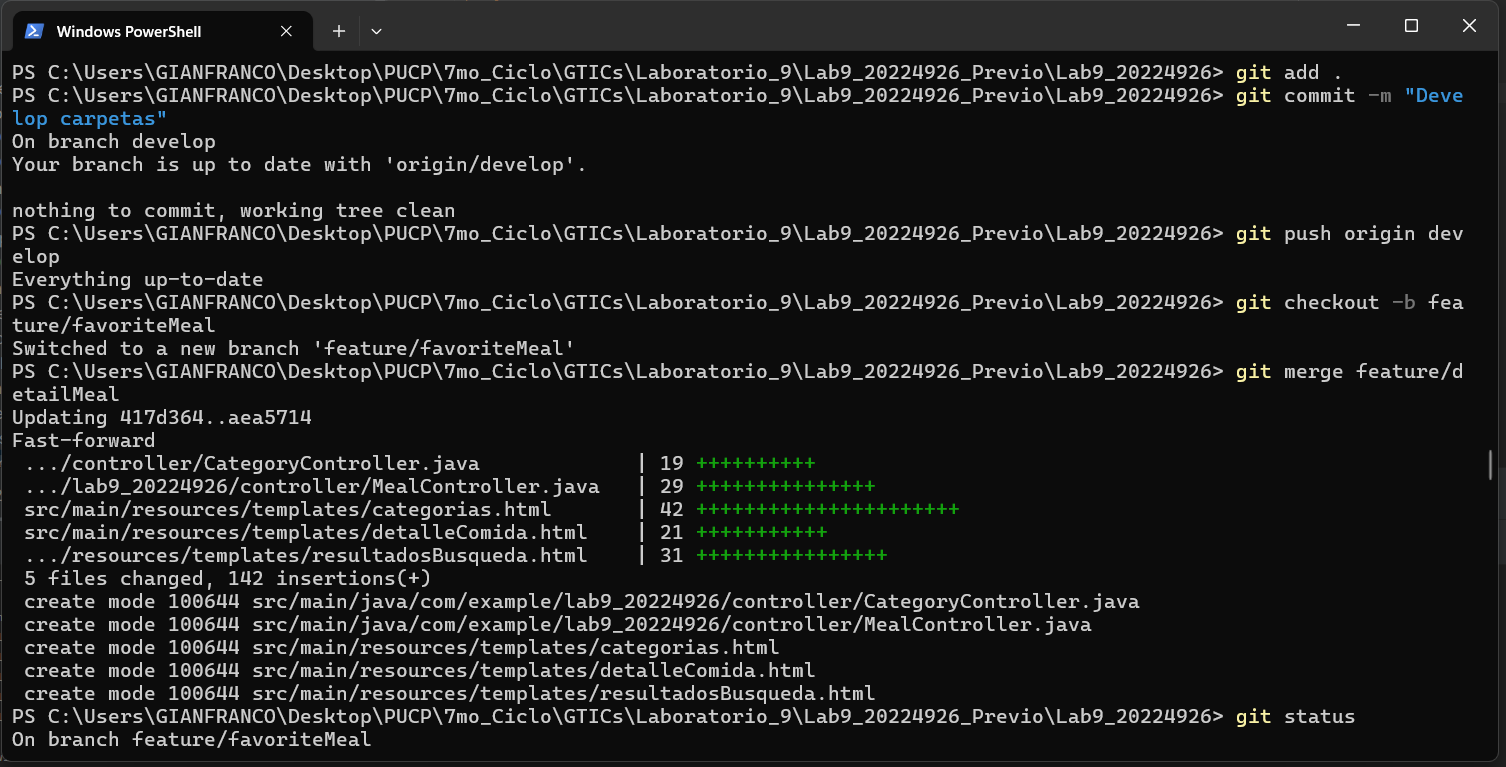 Windows PowerShell
PS C:\Users\GIANFRANCO\Desktop\PUCP\7mo_Ciclo\GTICs\Laboratorio_9\Lab9_20224926_Previo\Lab9_20224926> git add .
PS C:\Users\GIANFRANCO\Desktop\PUCP\7mo_Ciclo\GTICs\Laboratorio_9\Lab9_20224926_Previo\Lab9_20224926> git commit -m "Deve
lop carpetas"
On branch develop
Your branch is up to date with 'origin/develop'.

nothing to commit, working tree clean
PS C:\Users\GIANFRANCO\Desktop\PUCP\7mo_Ciclo\GTICs\Laboratorio_9\Lab9_20224926_Previo\Lab9_20224926> git push origin dev
elop
Everything up-to-date
PS C:\Users\GIANFRANCO\Desktop\PUCP\7mo_Ciclo\GTICs\Laboratorio_9\Lab9_20224926_Previo\Lab9_20224926> git checkout -b fea
ture/favoriteMeal
Switched to a new branch 'feature/favoriteMeal'
PS C:\Users\GIANFRANCO\Desktop\PUCP\7mo_Ciclo\GTICs\Laboratorio_9\Lab9_20224926_Previo\Lab9_20224926> git merge feature/d
etailMeal
Updating 417d364..aea5714
Fast-forward
 .../controller/CategoryController.java             | 19 ++++++++++
 .../lab9_20224926/controller/MealController.java   | 29 +++++++++++++++
 src/main/resources/templates/categorias.html       | 42 ++++++++++++++++++++++
 src/main/resources/templates/detalleComida.html    | 21 +++++++++++
 .../resources/templates/resultadosBusqueda.html    | 31 ++++++++++++++++
 5 files changed, 142 insertions(+)
 create mode 100644 src/main/java/com/example/lab9_20224926/controller/CategoryController.java
 create mode 100644 src/main/java/com/example/lab9_20224926/controller/MealController.java
 create mode 100644 src/main/resources/templates/categorias.html
 create mode 100644 src/main/resources/templates/detalleComida.html
 create mode 100644 src/main/resources/templates/resultadosBusqueda.html
PS C:\Users\GIANFRANCO\Desktop\PUCP\7mo_Ciclo\GTICs\Laboratorio_9\Lab9_20224926_Previo\Lab9_20224926> git status
On branch feature/favoriteMeal